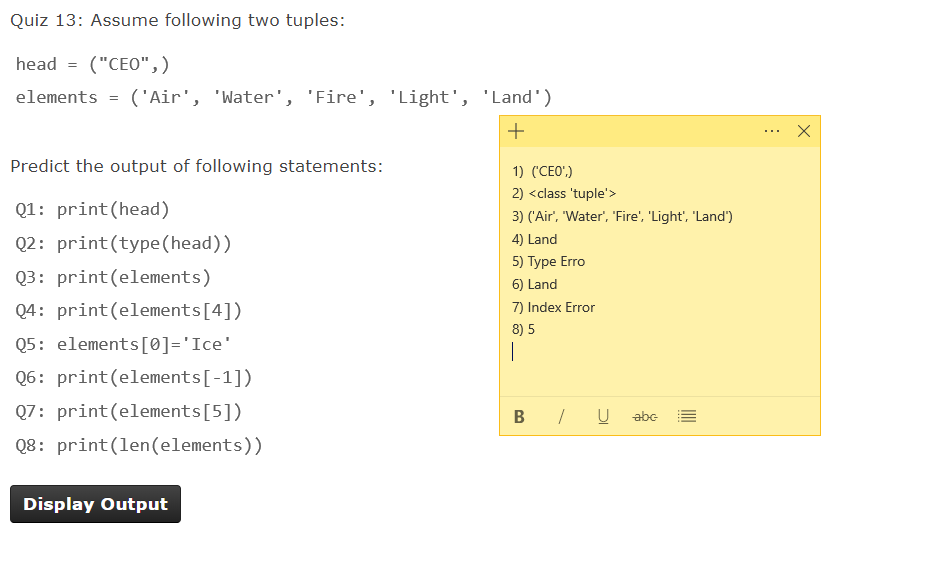 Quiz 13: Assume following two tuples:
head = ("CEO",)
elements = ('Air', 'Water', 'Fire', 'Light', 'Land')
Predict the output of following statements:
Q1: print(head)
Q2: print(type(head))
Q3: print(elements)
Q4: print(elements[4])
Q5: elements[0]='Ice'
Q6: print(elements[-1])
Q7: print(elements[5])
Q8: print(len(elements))
Display Output
1) ('CEO',)
2) <class 'tuple'>
3) ('Air', 'Water', 'Fire', 'Light', 'Land')
4) Land
5) Type Erro
6) Land
7) Index Error
8) 5
B / U abc